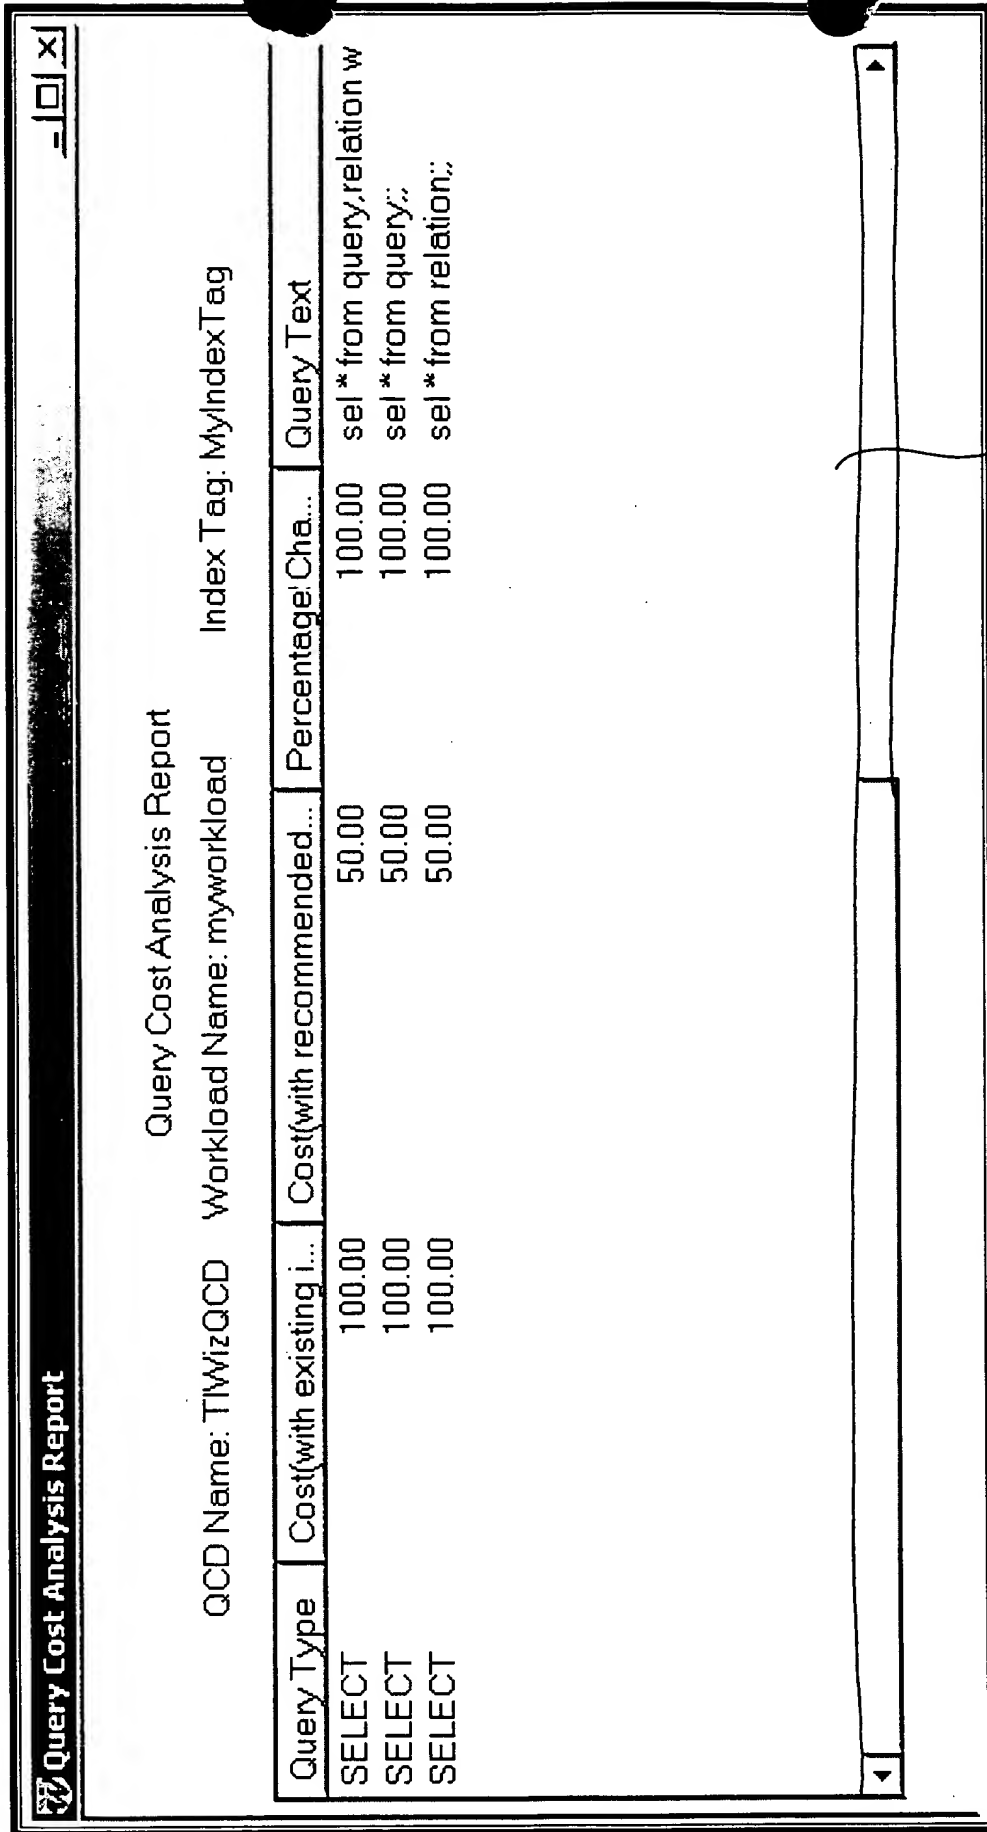 Query Cost Analysis Report
Query Cost Analysis Report
QCD Name: TIWizQCD Workload Name: myworkload Index Tag: MyIndexTag
Query Type Cost(with existing i... Cost(with recommended... Percentage Cha... Query Text
SELECT 100.00 50.00 100.00 sel * from query,relation w
SELECT 100.00 50.00 100.00 sel * from query;;
SELECT 100.00 50.00 100.00 sel * from relation;;